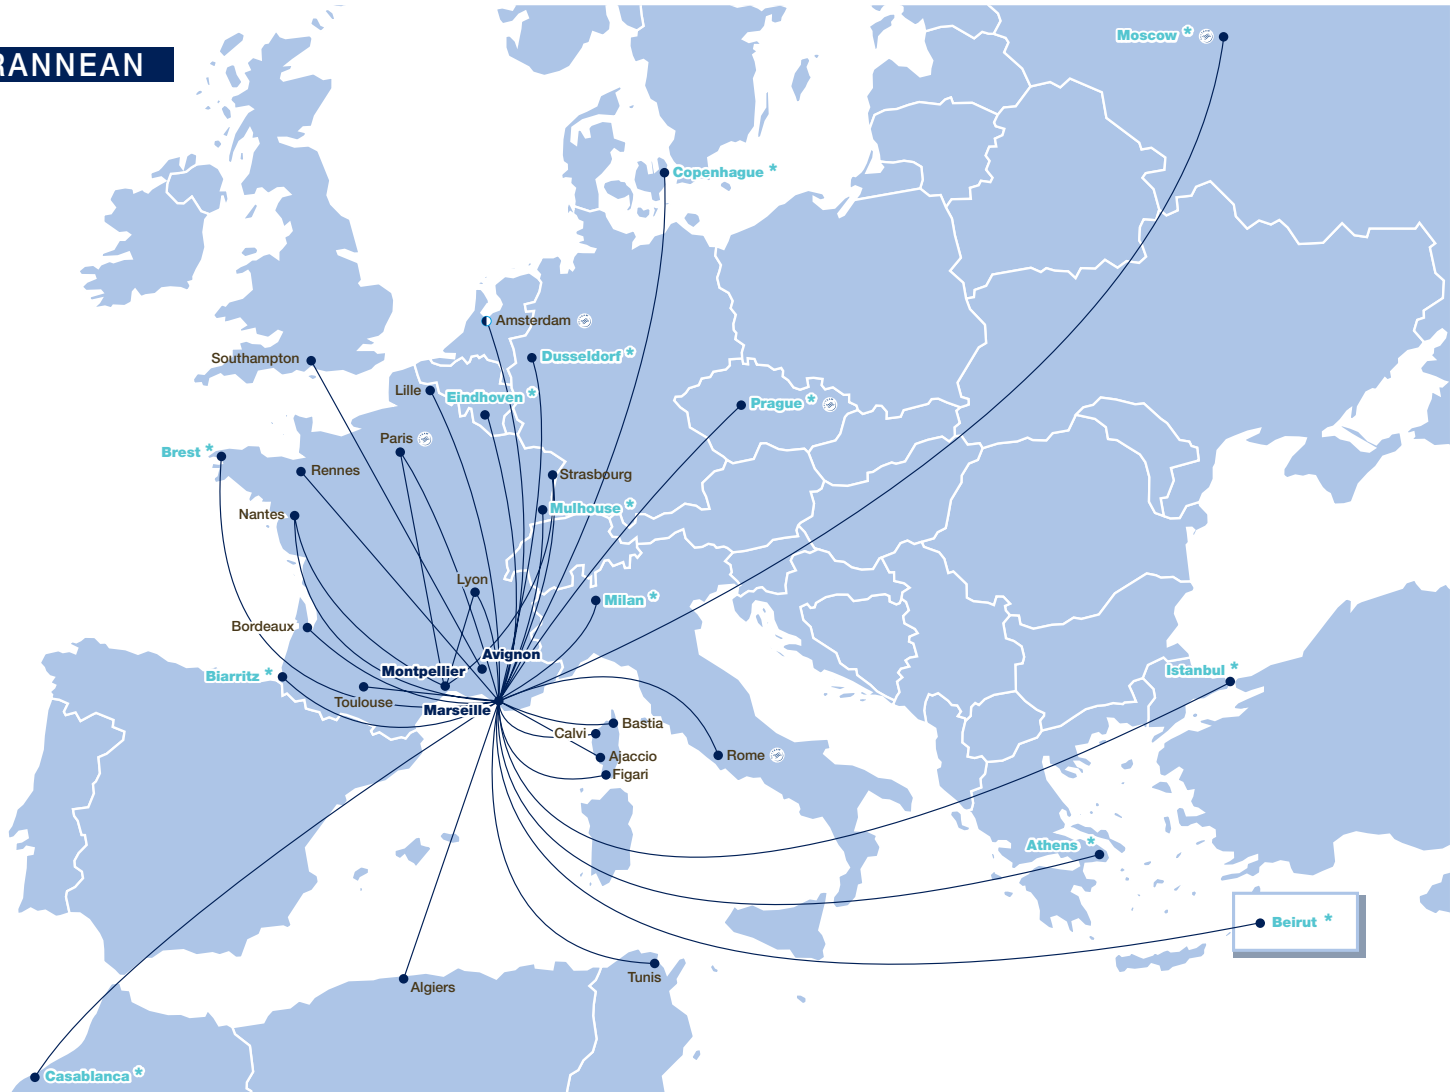 Moscow *
RANNEAN
Copenhague *
Amsterdam
Southampton
Dusseldorf *
Lille
Eindhoven *
Prague *
Paris
Brest *
Rennes
Strasbourg
Mulhouse *
Nantes
Lyon
Milan *
Bordeaux
Avignon
Montpellier
Istanbul *
Biarritz *
Toulouse
Marseille
Bastia
Calvi
Ajaccio
Rome
Figari
Athens *
Beirut *
Tunis
Algiers
Casablanca *